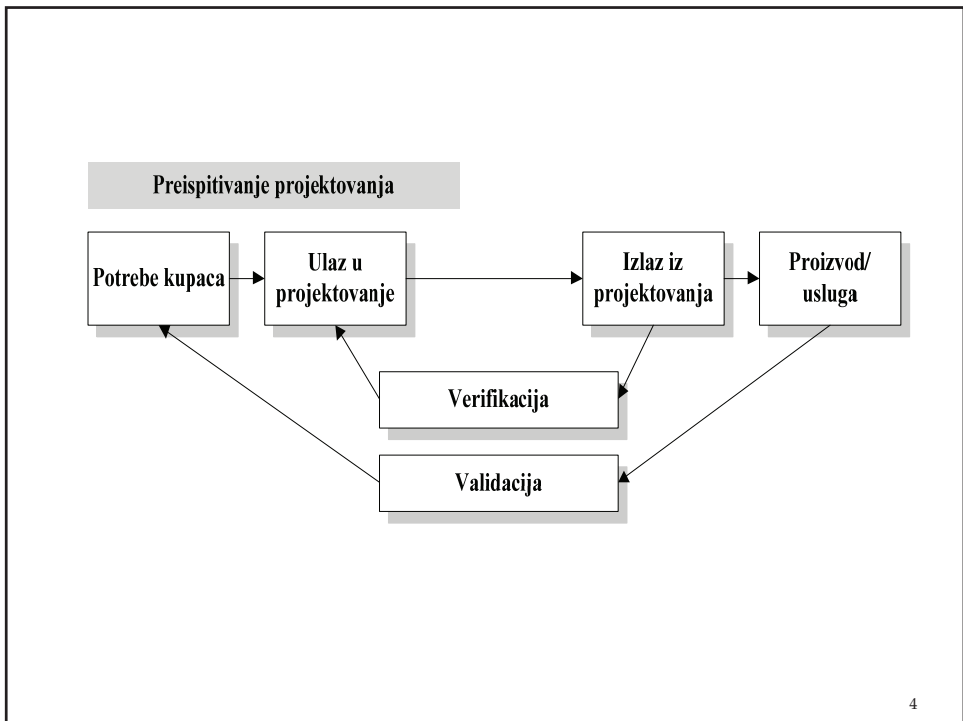 Preispitivanje projektovanja
Potrebe kupaca
Ulaz u
projektovanje
Izlaz iz
projektovanja
Proizvod/
usluga
Verifikacija
Validacija
4